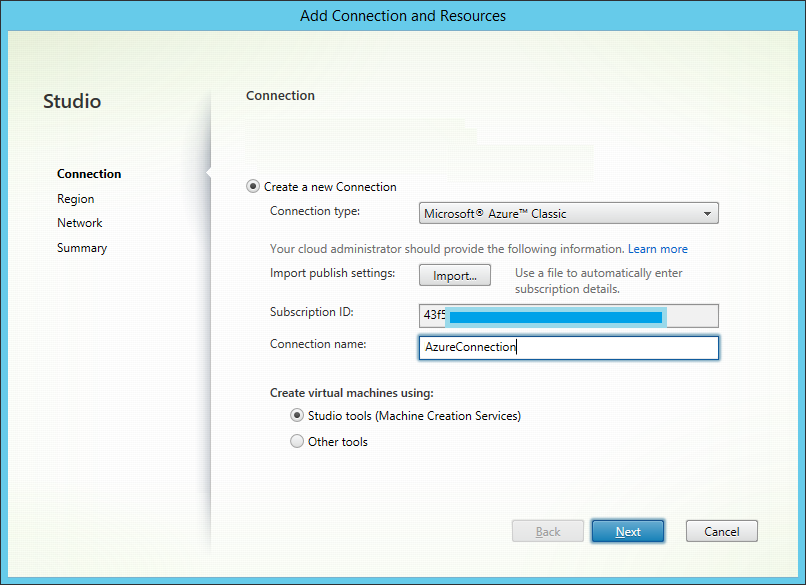 Add Connection and Resources
Studio
Connection
Region
Network
Summary
Connection
Create a new Connection
Connection type:
Microsoft® Azure™ Classic
Your cloud administrator should provide the following information. Learn more
Import publish settings:
Import...
Use a file to automatically enter
subscription details.
Subscription ID:
43f5
Connection name:
AzureConnection
Create virtual machines using:
Studio tools (Machine Creation Services)
Other tools
Back
Next
Cancel